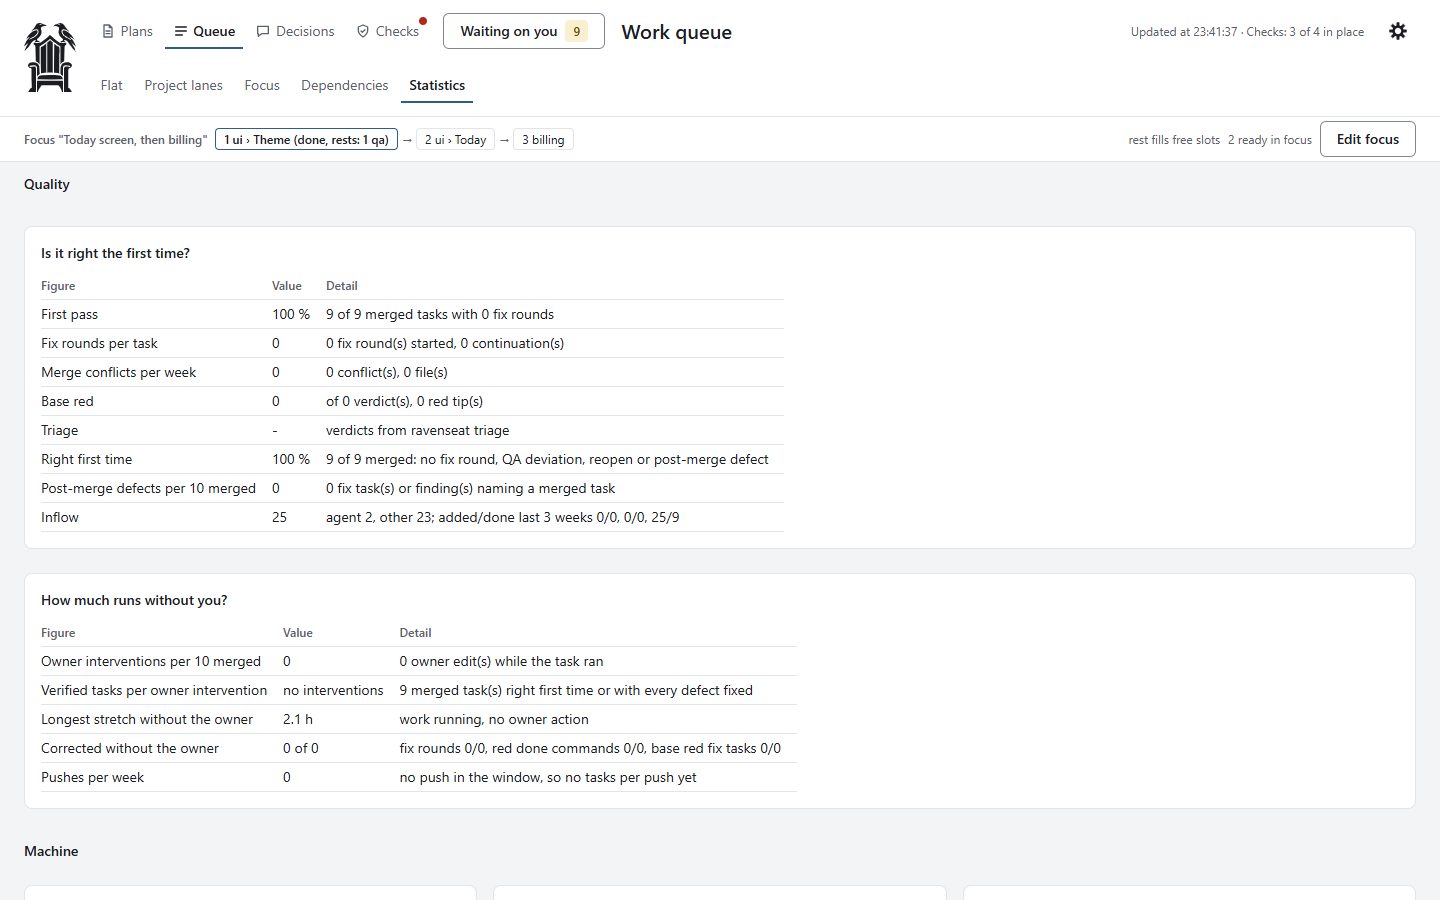 Plans Queue Decisions Checks Waiting on you 9 Work queue Updated at 23:41:37 · Checks: 3 of 4 in place
Flat Project lanes Focus Dependencies Statistics
Focus "Today screen, then billing" 1 ui › Theme (done, rests: 1 qa) → 2 ui › Today → 3 billing rest fills free slots 2 ready in focus Edit focus
Quality
Is it right the first time?
Figure Value Detail
First pass 100 % 9 of 9 merged tasks with 0 fix rounds
Fix rounds per task 0 0 fix round(s) started, 0 continuation(s)
Merge conflicts per week 0 0 conflict(s), 0 file(s)
Base red 0 of 0 verdict(s), 0 red tip(s)
Triage - verdicts from ravenseat triage
Right first time 100 % 9 of 9 merged: no fix round, QA deviation, reopen or post-merge defect
Post-merge defects per 10 merged 0 0 fix task(s) or finding(s) naming a merged task
Inflow 25 agent 2, other 23; added/done last 3 weeks 0/0, 0/0, 25/9
How much runs without you?
Figure Value Detail
Owner interventions per 10 merged 0 0 owner edit(s) while the task ran
Verified tasks per owner intervention no interventions 9 merged task(s) right first time or with every defect fixed
Longest stretch without the owner 2.1 h work running, no owner action
Corrected without the owner 0 of 0 fix rounds 0/0, red done commands 0/0, base red fix tasks 0/0
Pushes per week 0 no push in the window, so no tasks per push yet
Machine